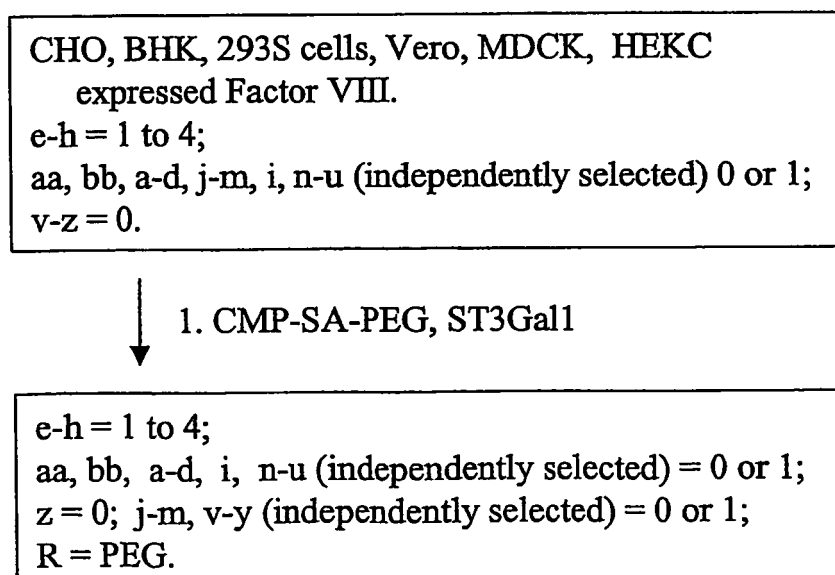 CHO, BHK, 293S cells, Vero, MDCK, HEKC
expressed Factor VIII.
e-h = 1 to 4;
aa, bb, a-d, j-m, i, n-u (independently selected) 0 or 1;
v-z = 0.
1. CMP-SA-PEG, ST3Gal1
e-h = 1 to 4;
aa, bb, a-d, i, n-u (independently selected) = 0 or 1;
z = 0; j-m, v-y (independently selected) = 0 or 1;
R = PEG.